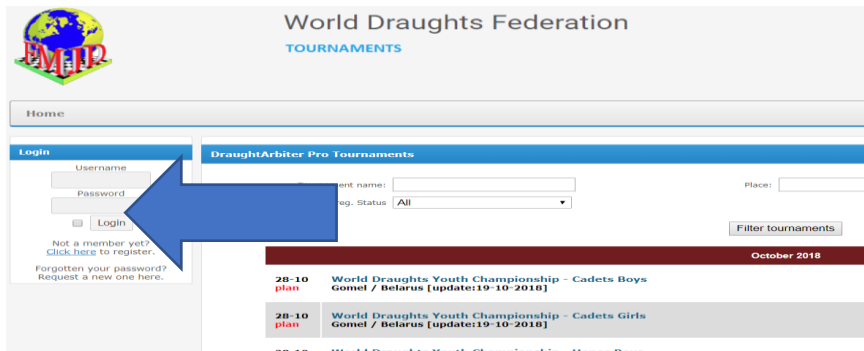 FMJD
World Draughts Federation
TOURNAMENTS
Home
Login
Username
Password
Login
Not a member yet?
Click here to register.
Forgotten your password?
Request a new one here.
DraughtArbiter Pro Tournaments
ment name:
Place:
reg. Status All
Filter tournaments
October 2018
28-10 World Draughts Youth Championship - Cadets Boys
plan Gomel / Belarus [update:19-10-2018]
28-10 World Draughts Youth Championship - Cadets Girls
plan Gomel / Belarus [update:19-10-2018]